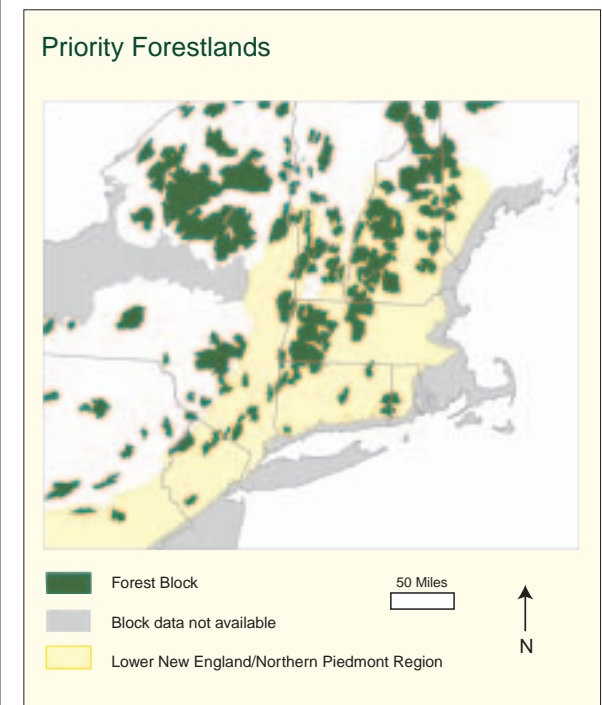 Priority Forestlands
Forest Block
50 Miles
Block data not available
N
Lower New England/Northern Piedmont Region